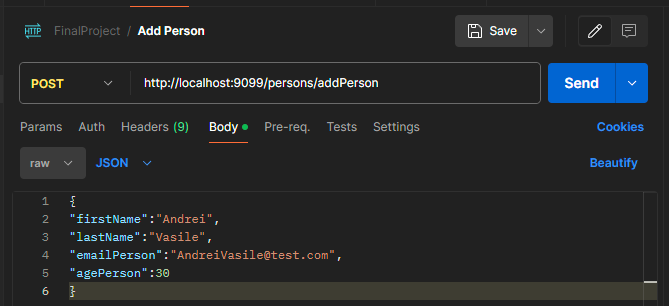 HTTP FinalProject / Add Person Save
POST http://localhost:9099/persons/addPerson Send
Params Auth Headers (9) Body Pre-req. Tests Settings Cookies
raw JSON Beautify
1 {
2 "firstName":"Andrei",
3 "lastName":"Vasile",
4 "emailPerson":"AndreiVasile@test.com",
5 "agePerson":30
6 }